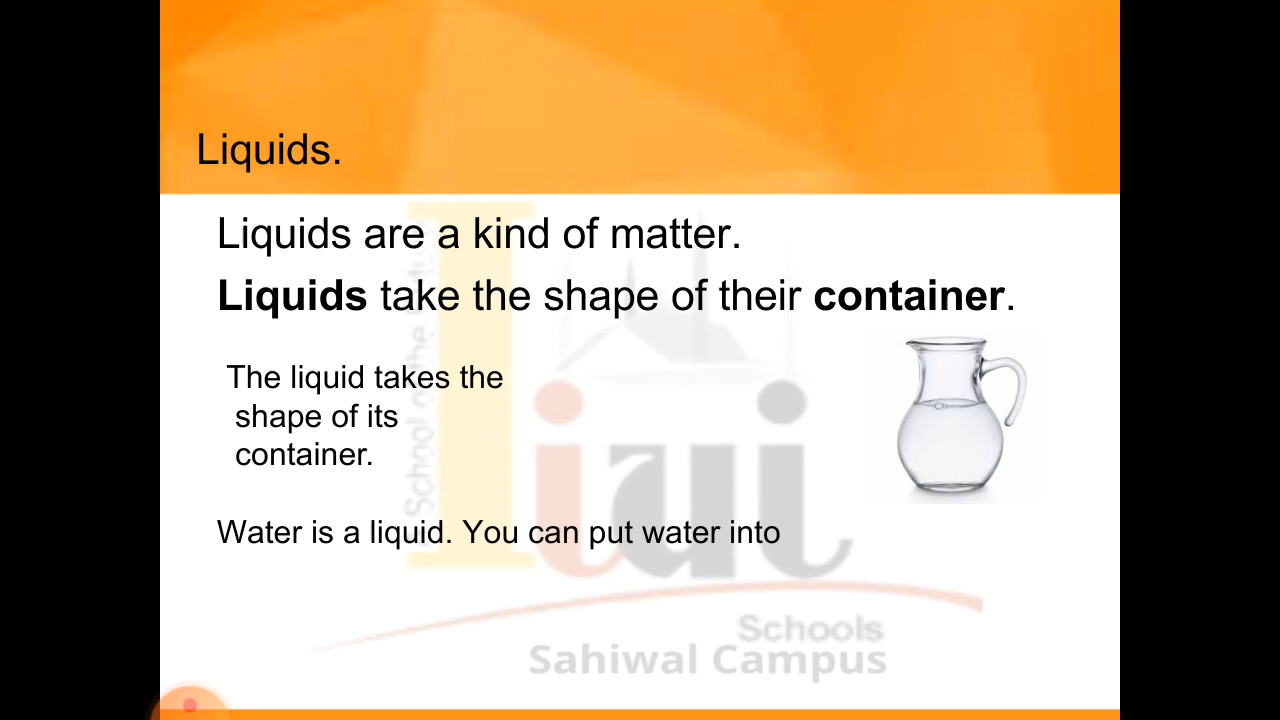 Liquids.
Liquids are a kind of matter.
Liquids take the shape of their container.
The liquid takes the
shape of its
container.
Water is a liquid. You can put water into
iiui
Schools
Sahiwal Campus